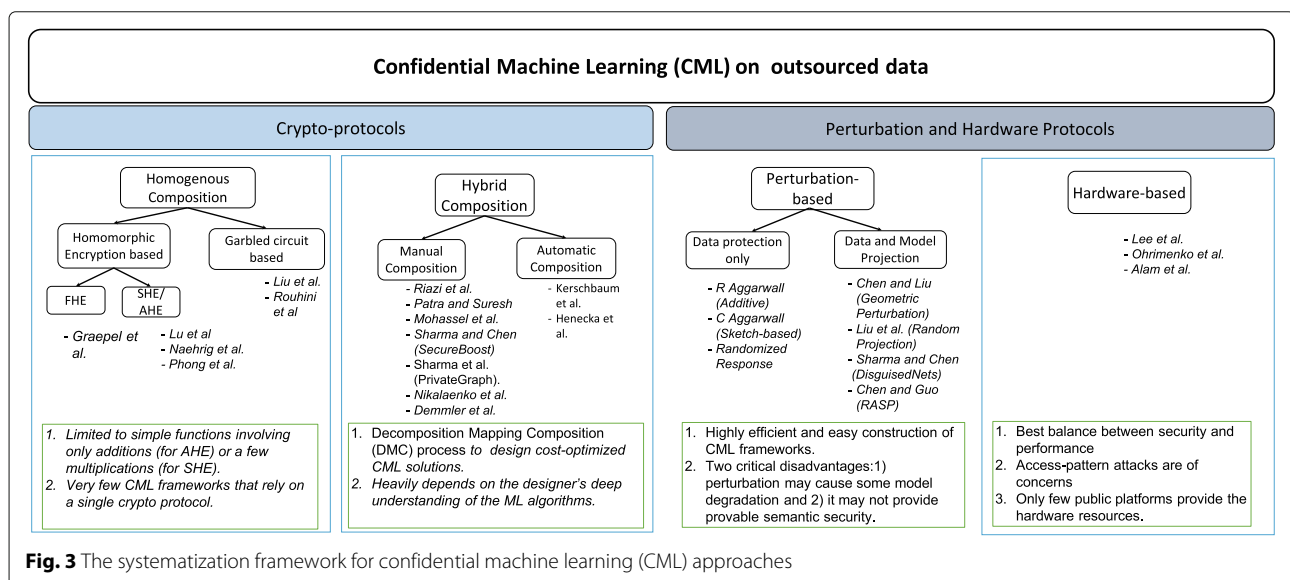 Confidential Machine Learning (CML) on outsourced data
Crypto-protocols
Homogenous
Composition
Homomorphic
Encryption based
Garbled circuit
based
FHE
SHE/
AHE
- Liu et al.
- Rouhini
et al
- Graepel et
al.
- Lu et al
- Naehrig et al.
- Phong et al.
1. Limited to simple functions involving
only additions (for AHE) or a few
multiplications (for SHE).
2. Very few CML frameworks that rely on
a single crypto protocol.
Hybrid
Composition
Manual
Composition
Automatic
Composition
- Riazi et al.
- Patra and Suresh
- Mohassel et al.
- Sharma and Chen
(SecureBoost)
- Sharma et al.
(PrivateGraph).
- Nikalaenko et al.
- Demmler et al.
- Kerschbaum
et al.
- Henecka et
al.
1. Decomposition Mapping Composition
(DMC) process to design cost-optimized
CML solutions.
2. Heavily depends on the designer's deep
understanding of the ML algorithms.
Perturbation and Hardware Protocols
Perturbation-
based
Data protection
only
Data and Model
Projection
- R Aggarwall
(Additive)
- C Aggarwall
(Sketch-based)
- Randomized
Response
- Chen and Liu
(Geometric
Perturbation)
- Liu et al. (Random
Projection)
- Sharma and Chen
(DisguisedNets)
- Chen and Guo
(RASP)
1. Highly efficient and easy construction of
CML frameworks.
2. Two critical disadvantages:1)
perturbation may cause some model
degradation and 2) it may not provide
provable semantic security.
Hardware-based
- Lee et al.
- Ohrimenko et al.
- Alam et al.
1. Best balance between security and
performance
2. Access-pattern attacks are of
concerns
3. Only few public platforms provide the
hardware resources.
Fig. 3 The systematization framework for confidential machine learning (CML) approaches